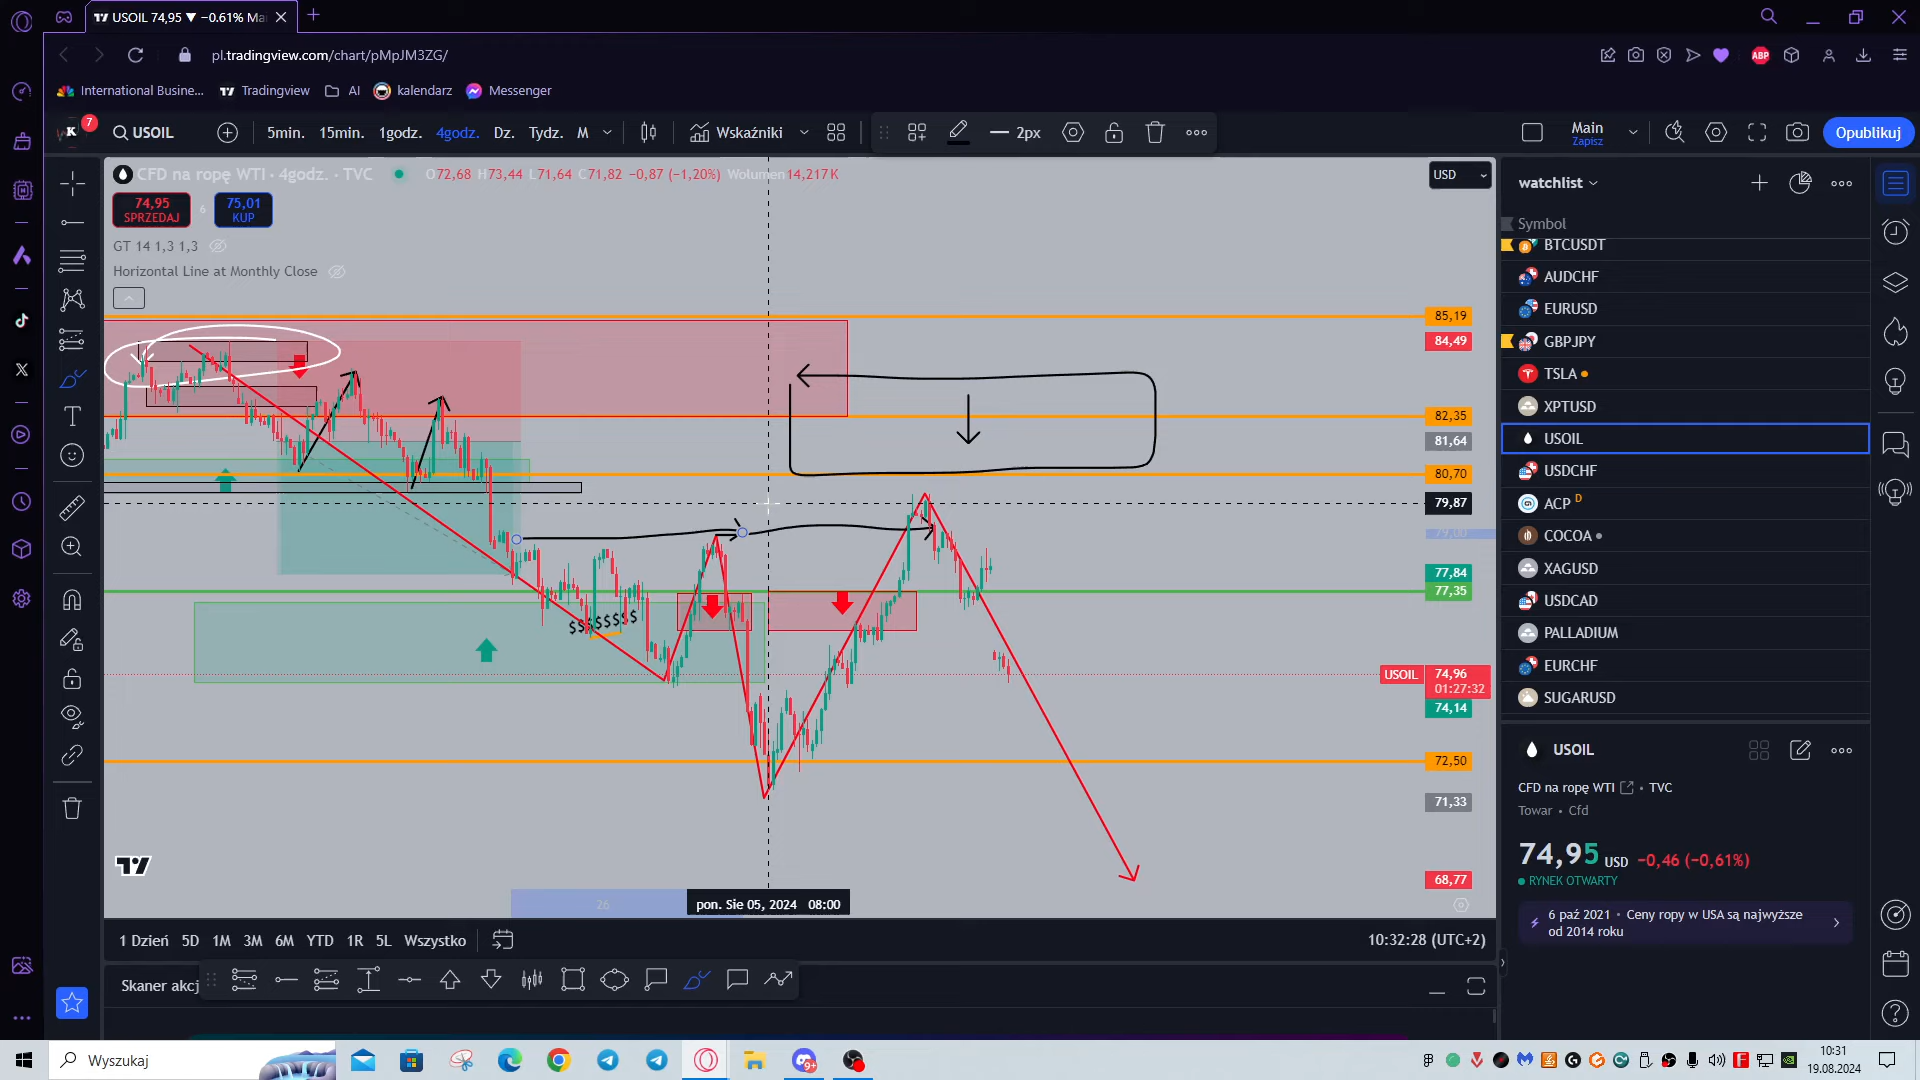 USOIL 74,95 ▼ −0.61% Ma
pl.tradingview.com/chart/pMpJM3ZG/
International Busine... Tradingview AI kalendarz Messenger
7 K USOIL 5min. 15min. 1godz. 4godz. Dz. Tydz. M Wskaźniki 2px Main Zapisz Opublikuj
CFD na ropę WTI · 4godz. · TVC O72,68 H73,44 L71,64 C71,82 −0,87 (−1,20%) Wolumen14,217K USD
74,95 SPRZEDAJ 6 75,01 KUP
GT 14 1,3 1,3
Horizontal Line at Monthly Close
85,19
84,49
82,35
81,64
80,70
79,87
79,00
77,84
77,35
$$$$$$$$
USOIL 74,96
01:27:32
74,14
72,50
71,33
68,77
26 pon. Sie 05, 2024 08:00
1 Dzień 5D 1M 3M 6M YTD 1R 5L Wszystko 10:32:28 (UTC+2)
Skaner akcj
watchlist
Symbol
BTCUSDT
AUDCHF
EURUSD
GBPJPY
TSLA
XPTUSD
USOIL
USDCHF
ACP D
COCOA
XAGUSD
USDCAD
PALLADIUM
EURCHF
SUGARUSD
USOIL
CFD na ropę WTI • TVC
Towar • Cfd
74,95 USD −0,46 (−0,61%)
RYNEK OTWARTY
6 paź 2021 • Ceny ropy w USA są najwyższe
od 2014 roku
Wyszukaj
9+
10:31
19.08.2024